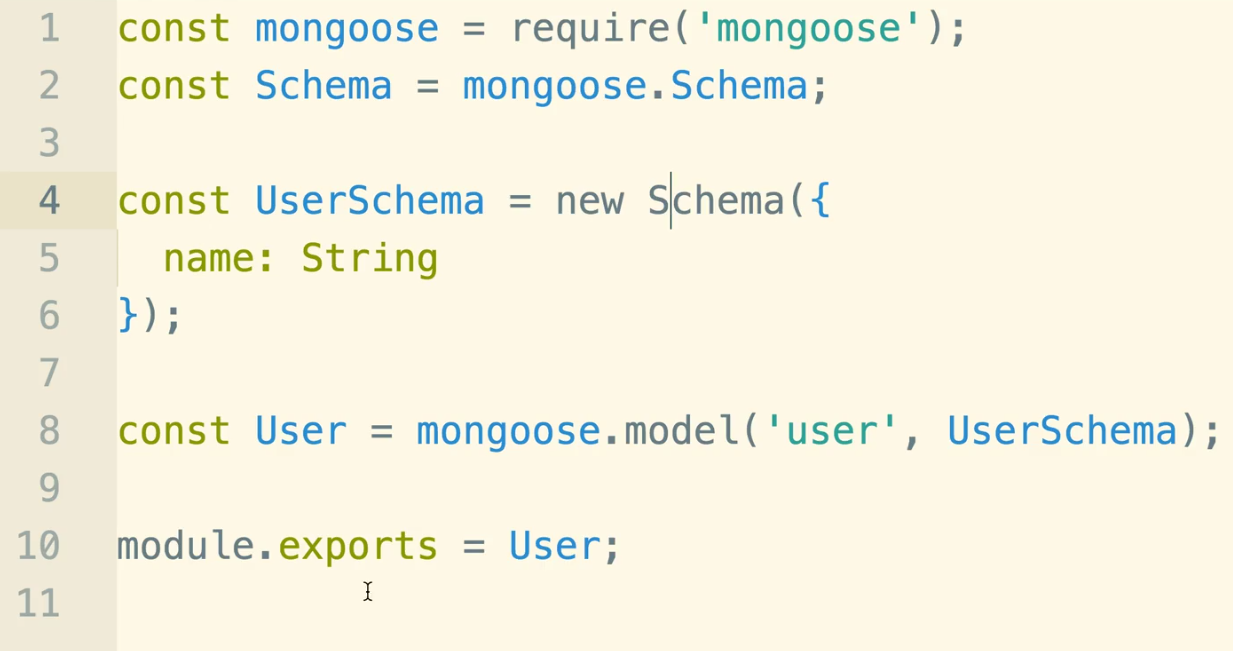 1 const mongoose = require('mongoose');
2 const Schema = mongoose.Schema;
3
4 const UserSchema = new Schema({
5   name: String
6 });
7
8 const User = mongoose.model('user', UserSchema);
9
10 module.exports = User;
11